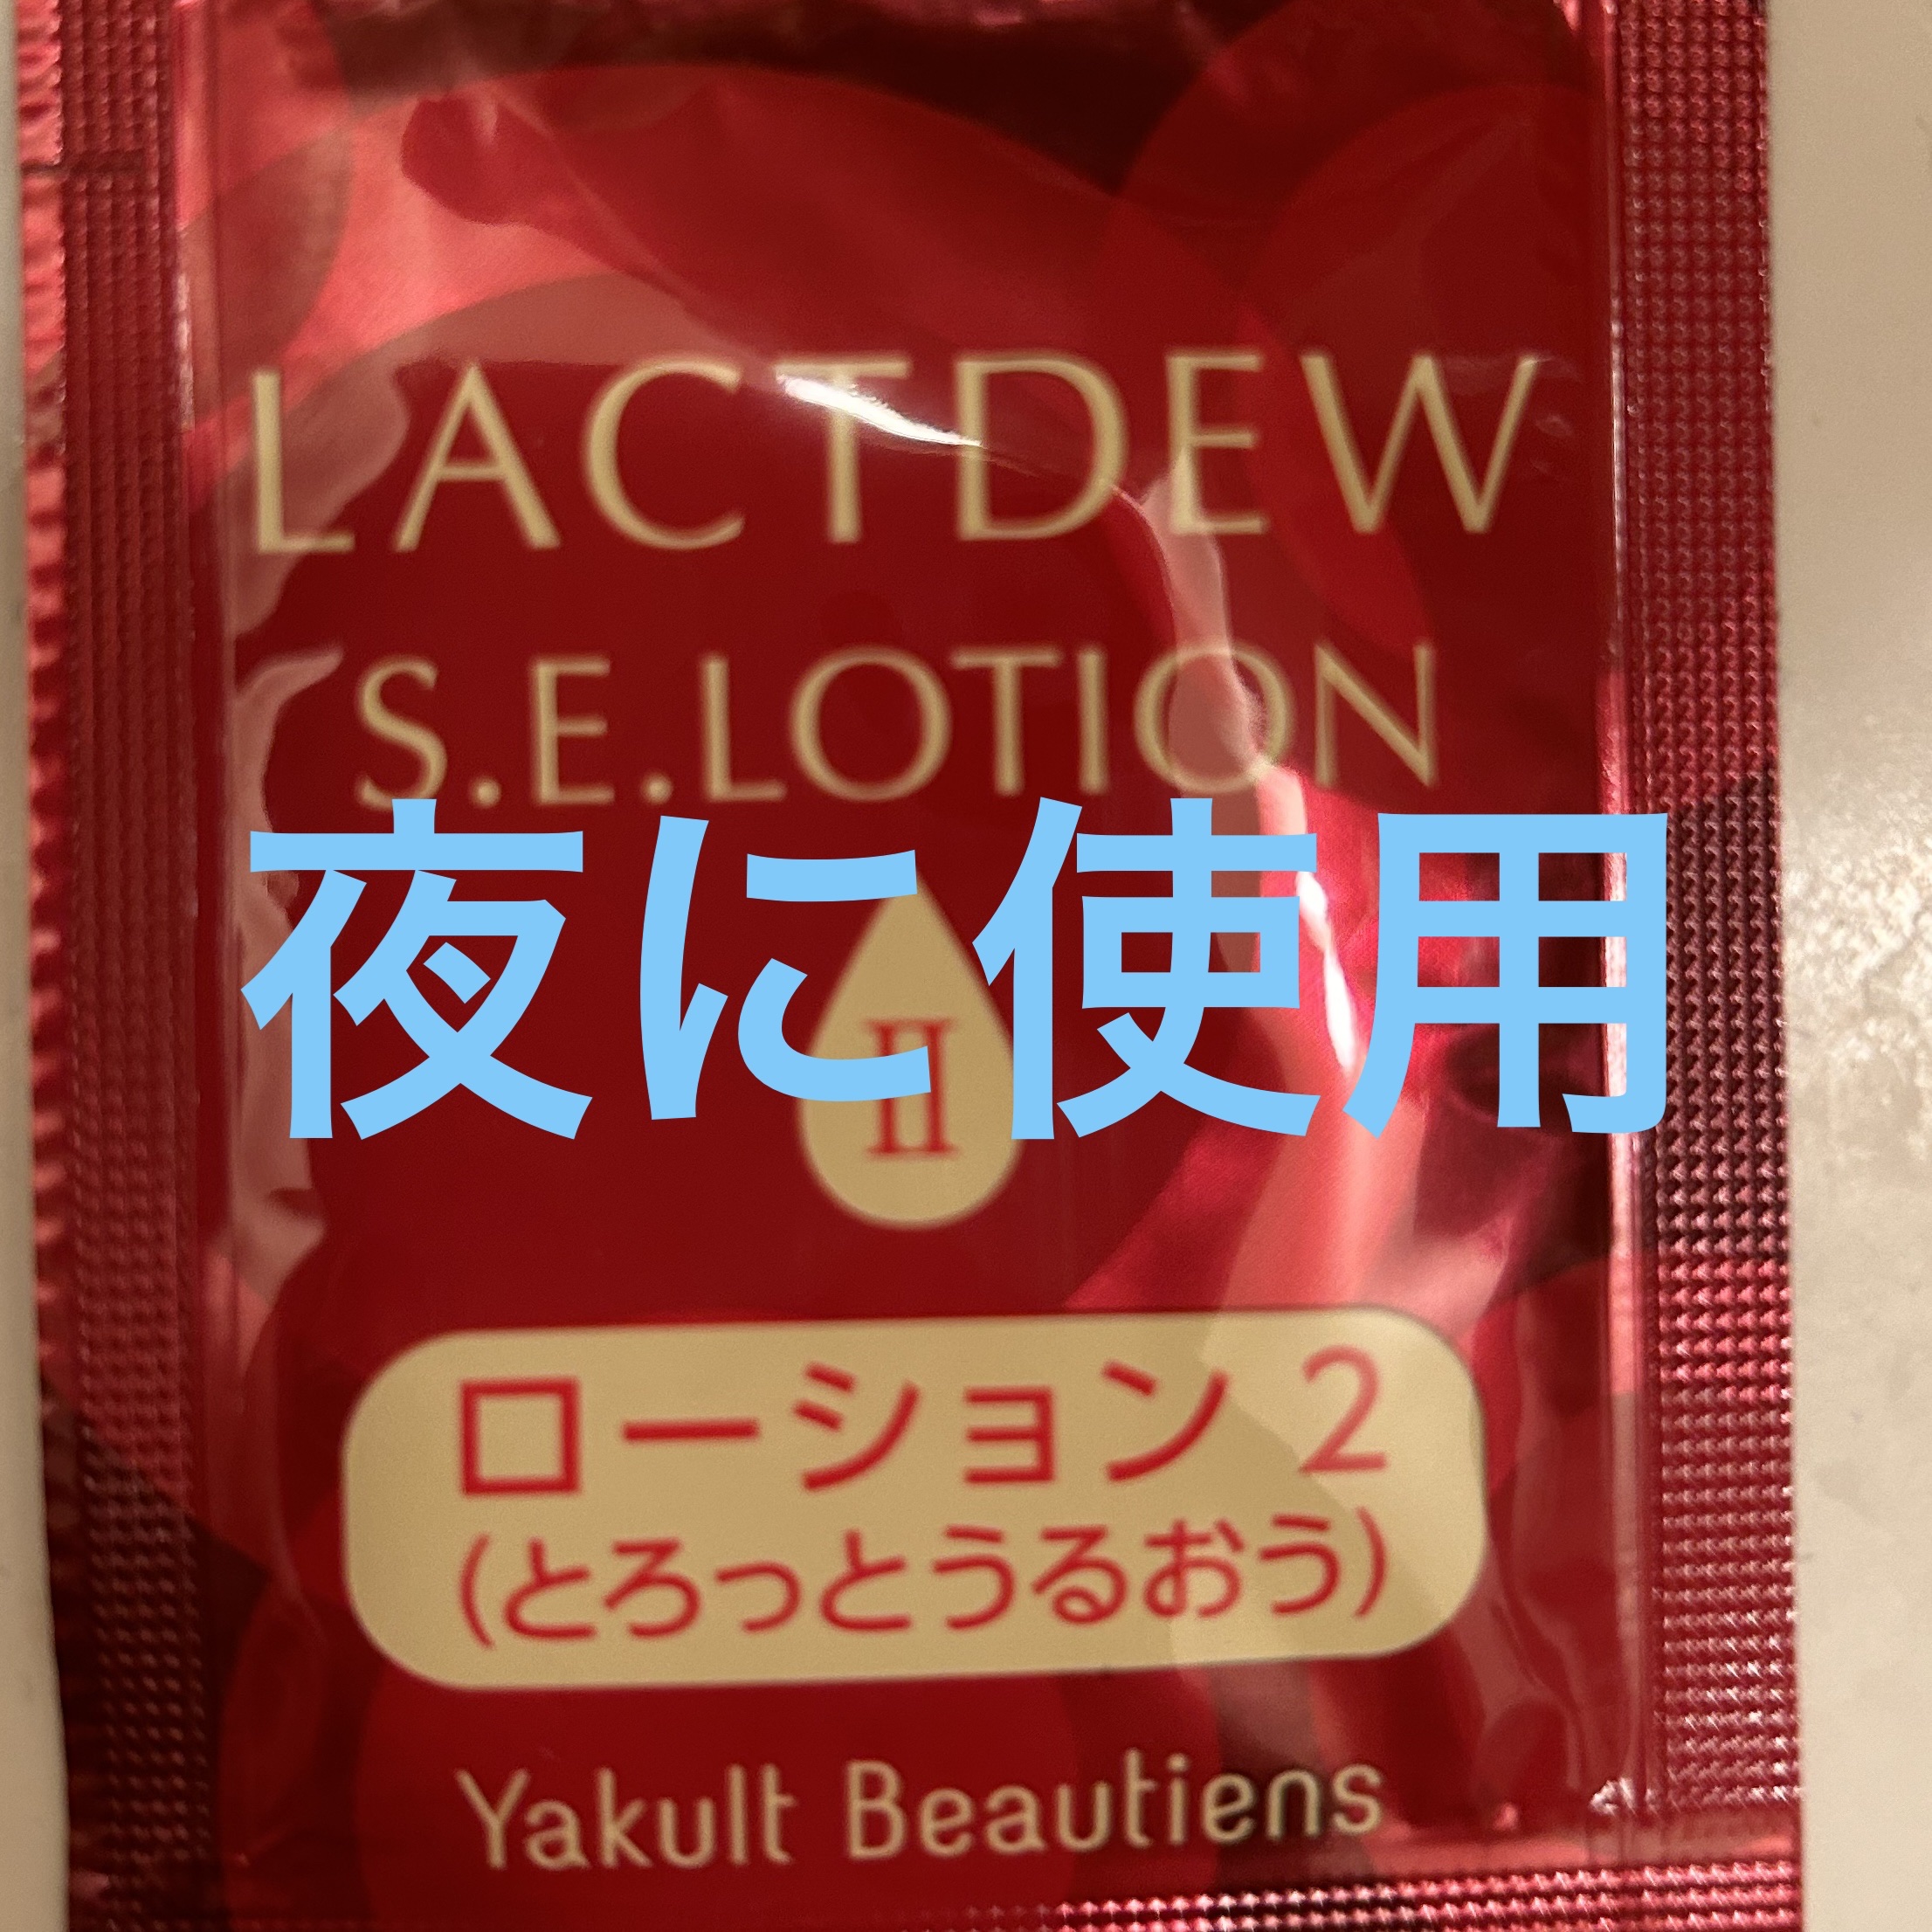 LACTDEW
S.E.LOTION
夜に使用
II
ローション 2
(とろっとうるおう)
Yakult Beautiens